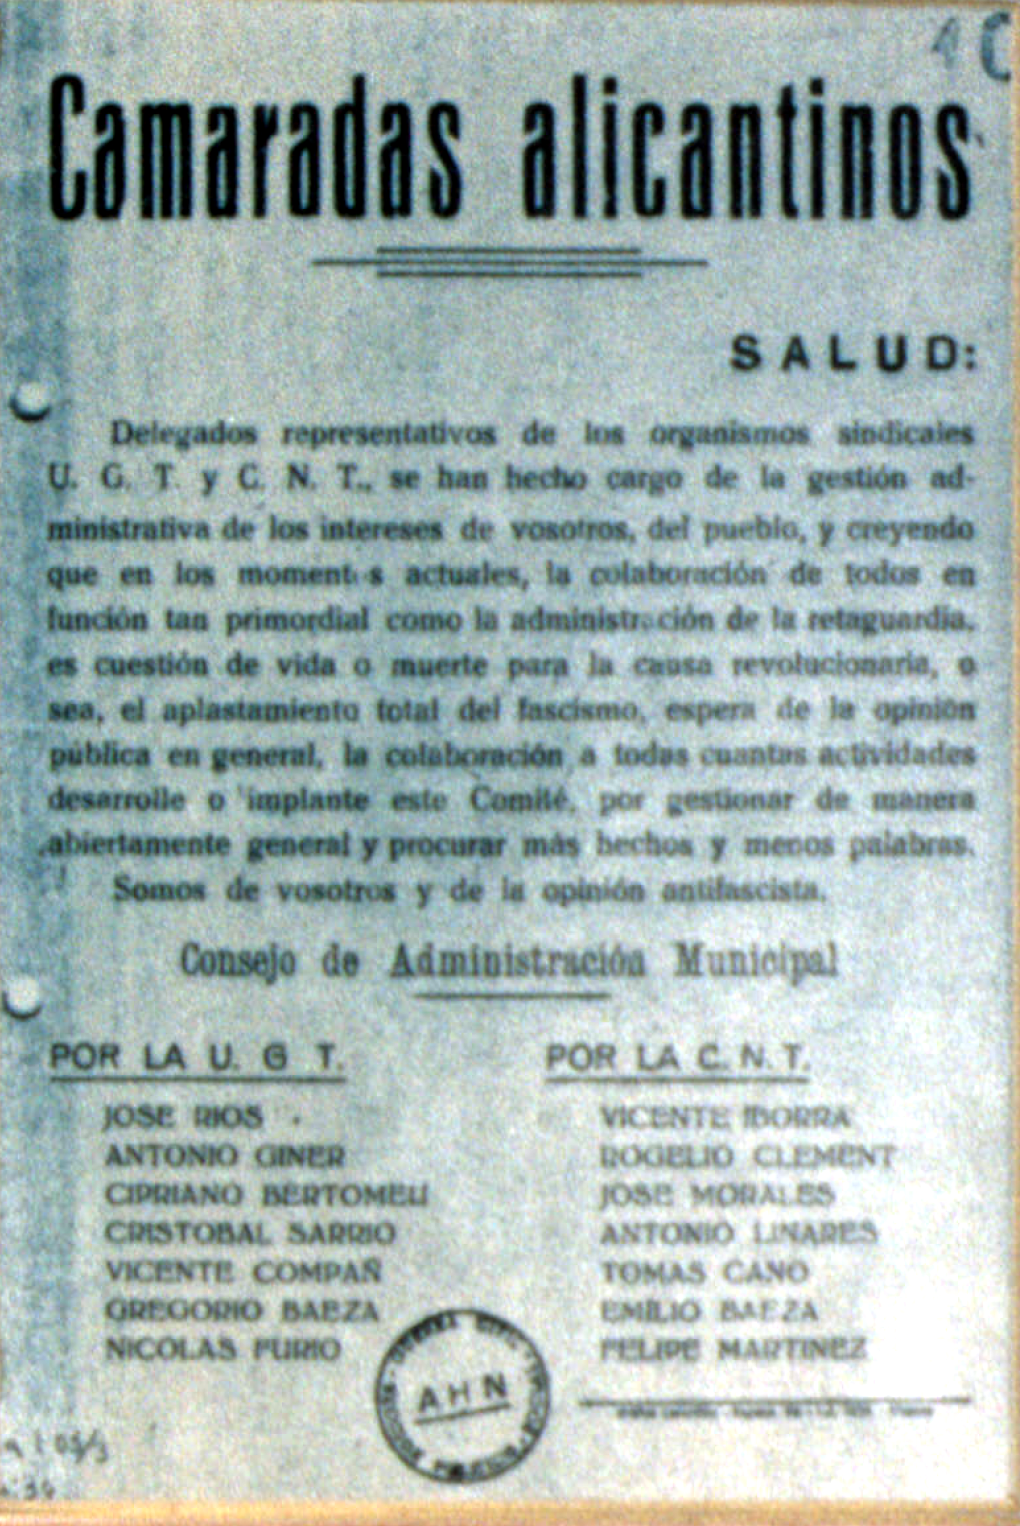 Camaradas alicantinos
SALUD:
Delegados representativos de los organismos sindicales
U. G. T. y C. N. T., se han hecho cargo de la gestión ad-
ministrativa de los intereses de vosotros, del pueblo, y creyendo
que en los momentos actuales, la colaboración de todos en
función tan primordial como la administración de la retaguardia,
es cuestión de vida o muerte para la causa revolucionaria, o
sea, el aplastamiento total del fascismo, espera de la opinión
pública en general, la colaboración a todas cuantas actividades
desarrolle o implante este Comité, por gestionar de manera
abiertamente general y procurar más hechos y menos palabras.
Somos de vosotros y de la opinión antifascista.
Consejo de Administración Municipal
POR LA U. G T.
JOSE RIOS
ANTONIO GINER
CIPRIANO BERTOMEU
CRISTOBAL SARRIO
VICENTE COMPAÑ
GREGORIO BAEZA
NICOLAS FURIO
POR LA C. N. T.
VICENTE IBORRA
ROGELIO CLEMENT
JOSE MORALES
ANTONIO LINARES
TOMAS CANO
EMILIO BAEZA
FELIPE MARTINEZ
GUERRA CIVIL
AHN